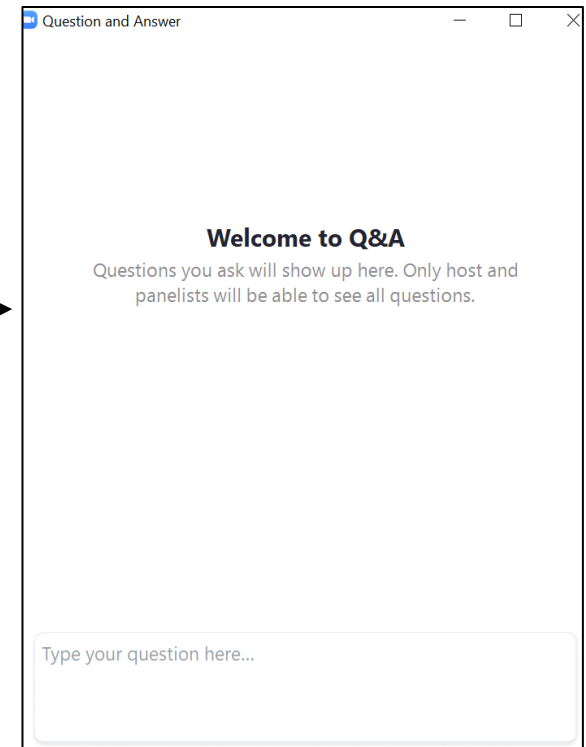 Question and Answer
Welcome to Q&A
Questions you ask will show up here. Only host and
panelists will be able to see all questions.
Type your question here...